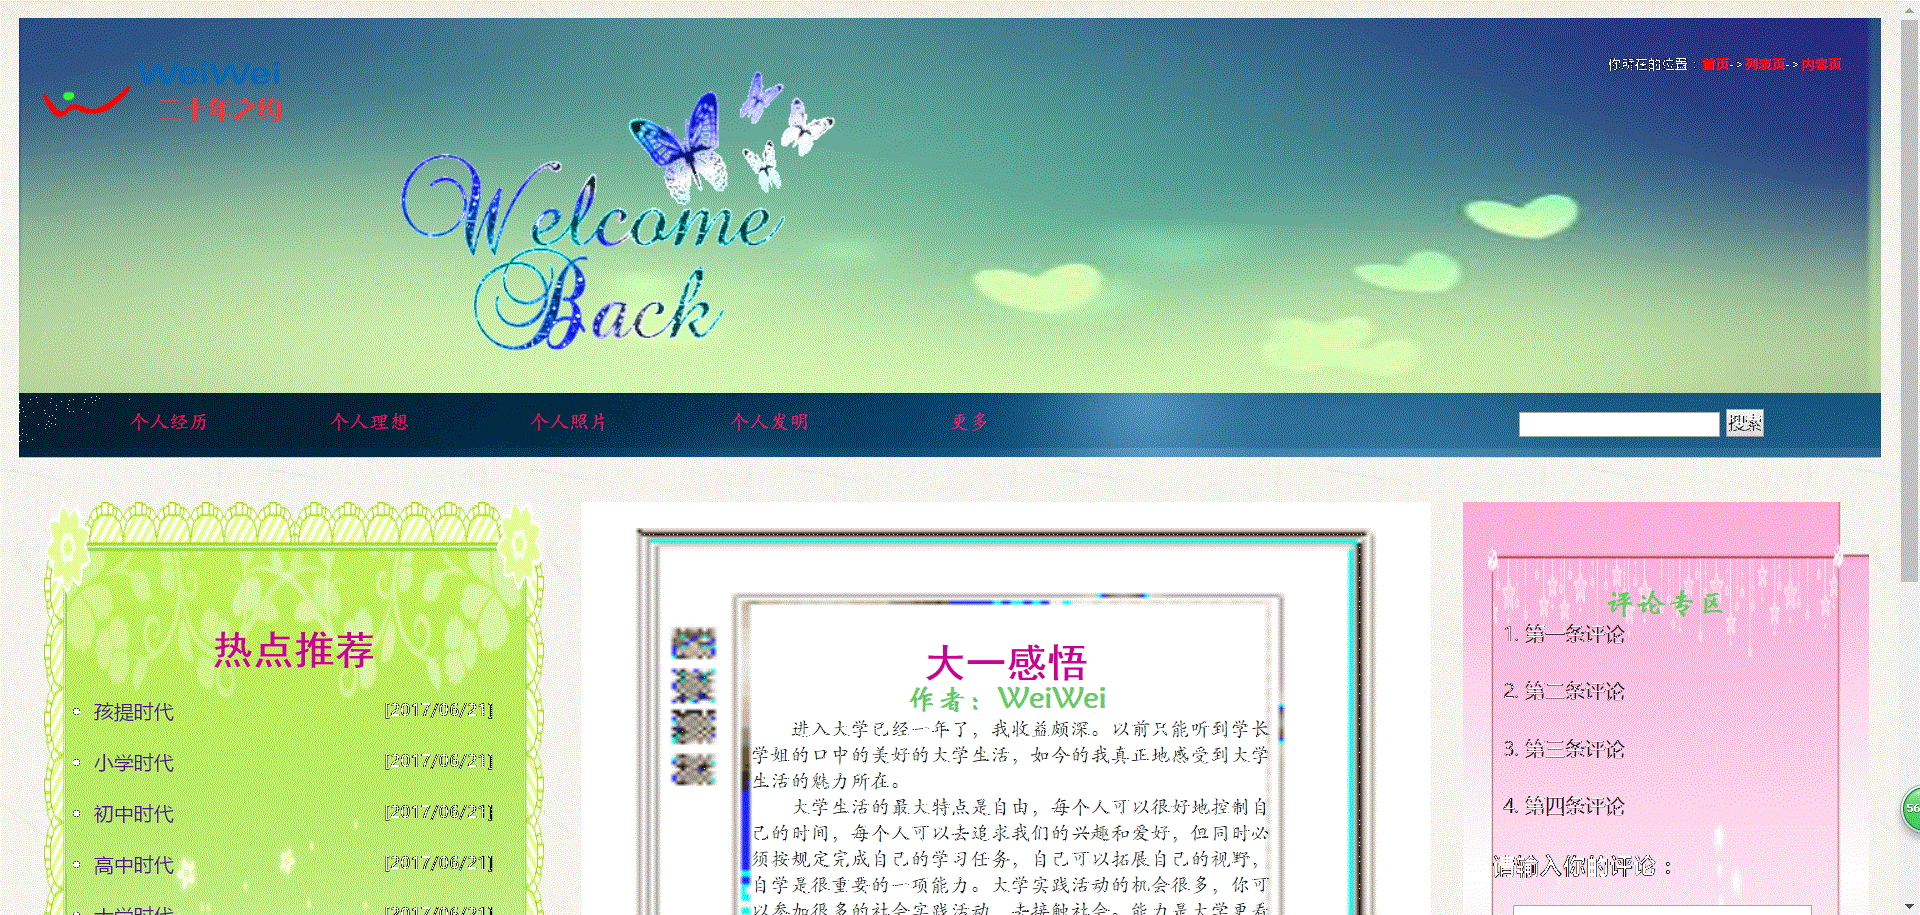 WeiWei
二十年之约
你所在的位置：首页->列表页->内容页
Welcome
Back
个人经历 个人理想 个人照片 个人发明 更多 搜索
热点推荐
孩提时代 [2017/06/21]
小学时代 [2017/06/21]
初中时代 [2017/06/21]
高中时代 [2017/06/21]
大学时代 [2017/06/21]
大一感悟
作者：WeiWei
进入大学已经一年了，我收益颇深。以前只能听到学长
学姐的口中的美好的大学生活，如今的我真正地感受到大学
生活的魅力所在。
大学生活的最大特点是自由，每个人可以很好地控制自
己的时间，每个人可以去追求我们的兴趣和爱好，但同时必
须按规定完成自己的学习任务，自己可以拓展自己的视野，
自学是很重要的一项能力。大学实践活动的机会很多，你可
以参加很多的社会实践活动，去接触社会。能力是大学更看
评论专区
1. 第一条评论
2. 第二条评论
3. 第三条评论
4. 第四条评论
请输入你的评论：
56